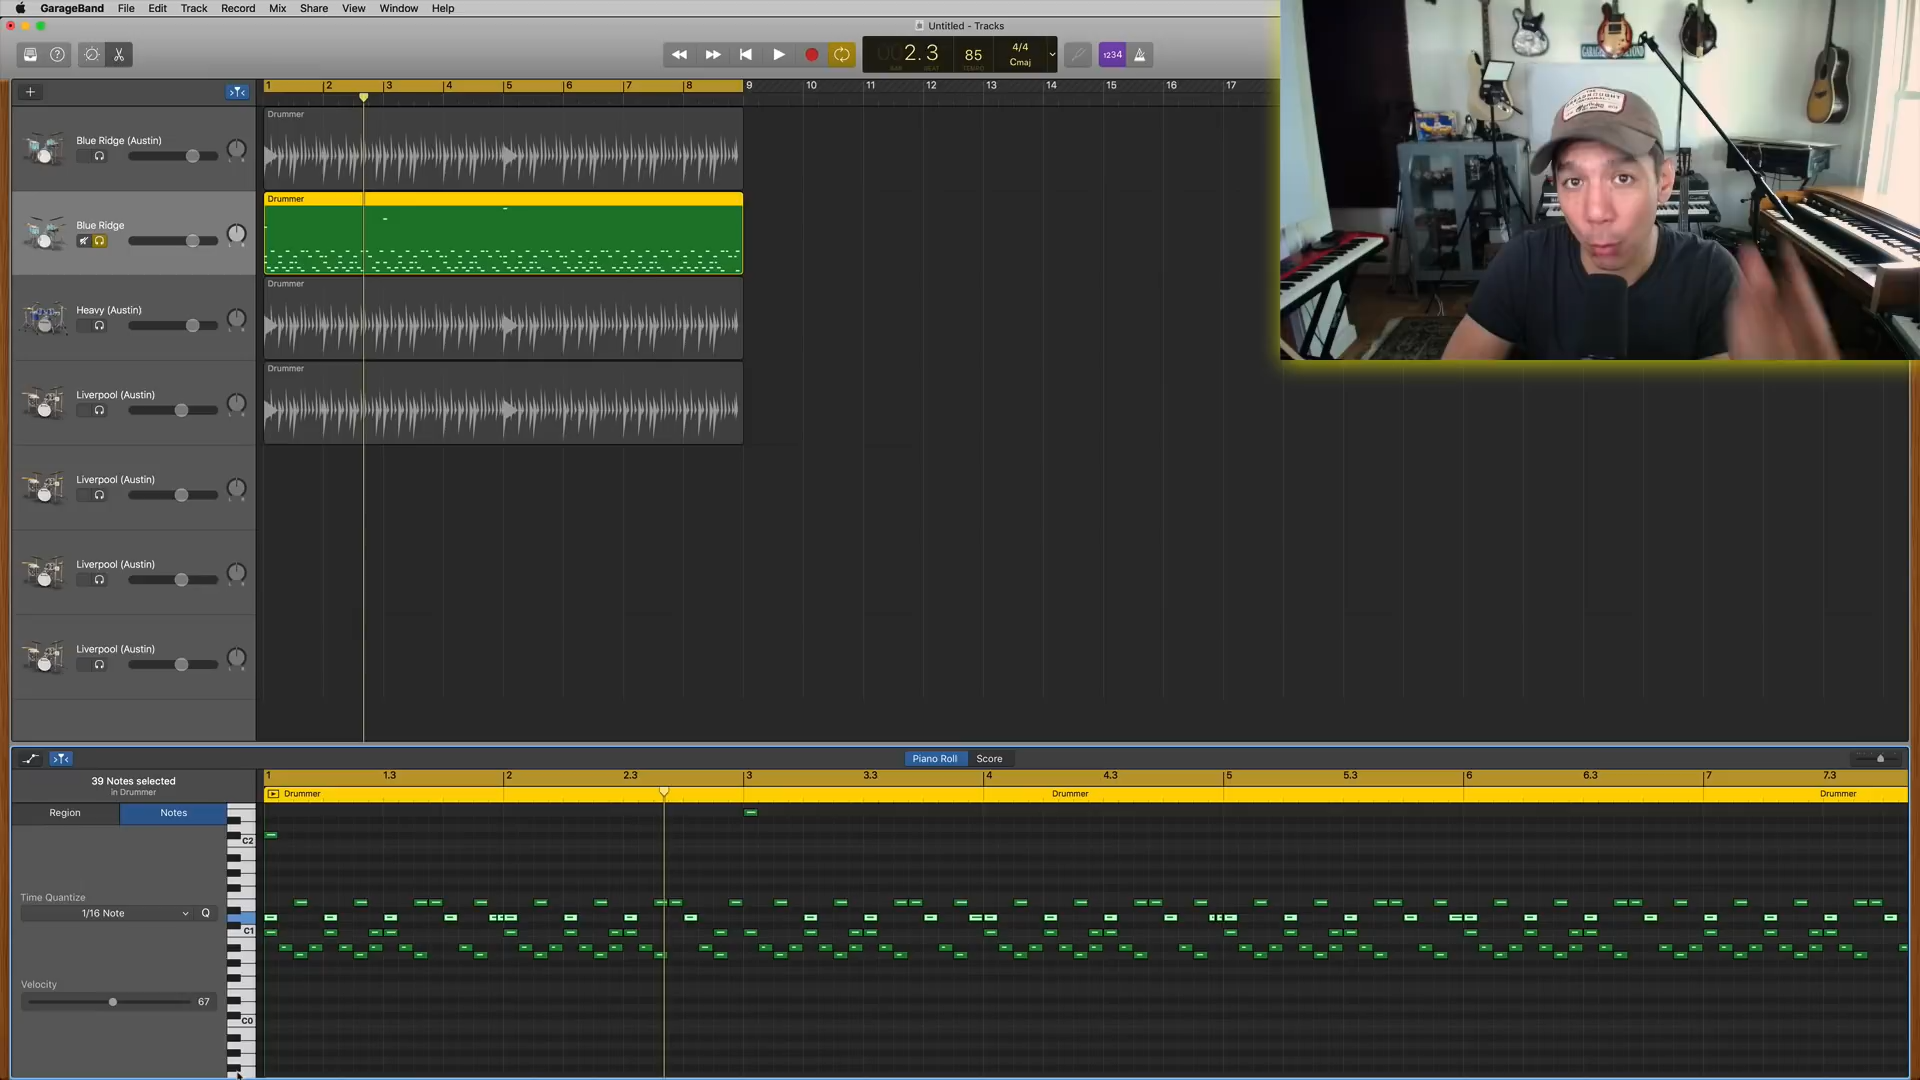 GarageBand File Edit Track Record Mix Share View Window Help
Untitled - Tracks
2.3 85 4/4
Cmaj
1234
1 2 3 4 5 6 7 8 9 10 11 12 13 14 15 16 17
Blue Ridge (Austin)
Drummer
Blue Ridge
Drummer
Heavy (Austin)
Drummer
Liverpool (Austin)
Drummer
Liverpool (Austin)
Liverpool (Austin)
Liverpool (Austin)
Piano Roll Score
39 Notes selected
in Drummer
1 1.3 2 2.3 3 3.3 4 4.3 5 5.3 6 6.3 7 7.3
Drummer Drummer Drummer
Region Notes
C2
Time Quantize
1/16 Note Q
C1
Velocity
67
C0